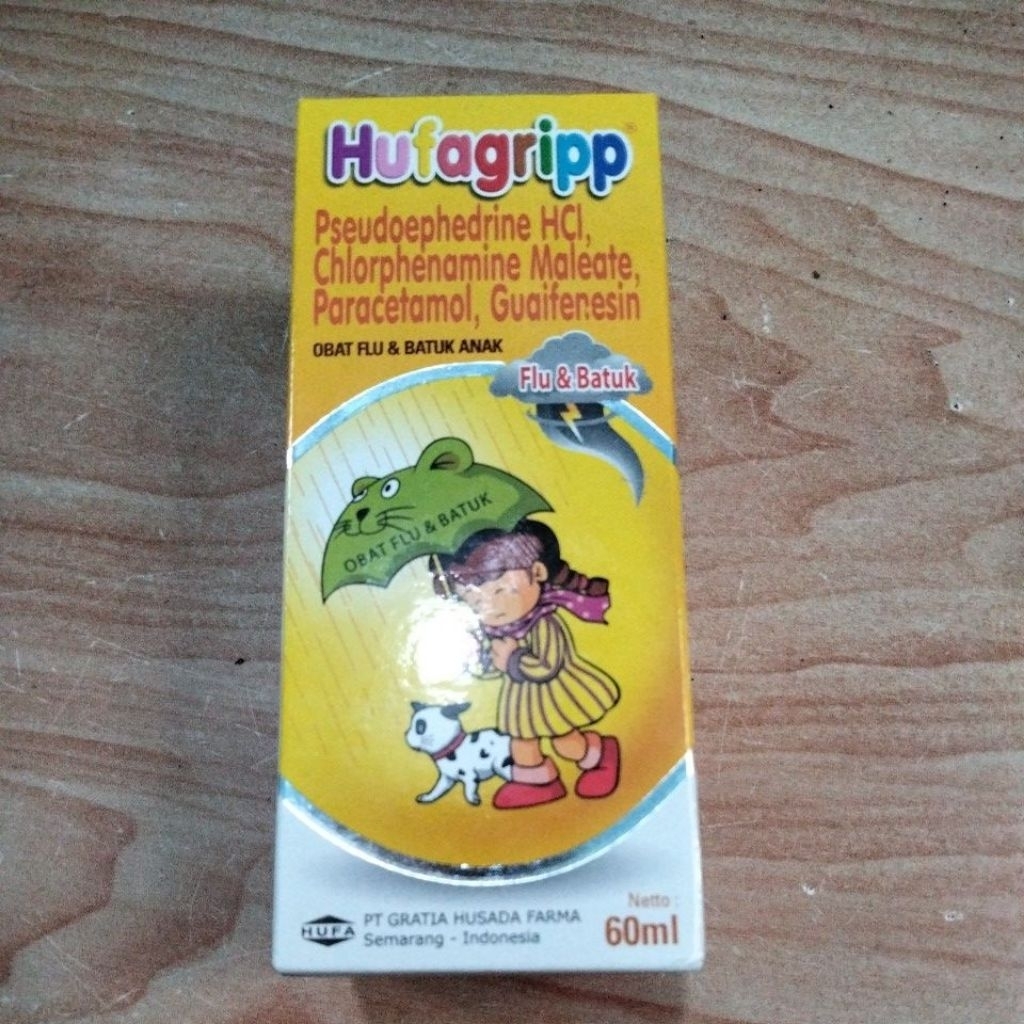 Hufagripp®
Pseudoephedrine HCl,
Chlorphenamine Maleate,
Paracetamol, Guaifenesin
OBAT FLU & BATUK ANAK
Flu & Batuk
OBAT FLU & BATUK
HUFA
PT GRATIA HUSADA FARMA
Semarang - Indonesia
Netto :
60ml